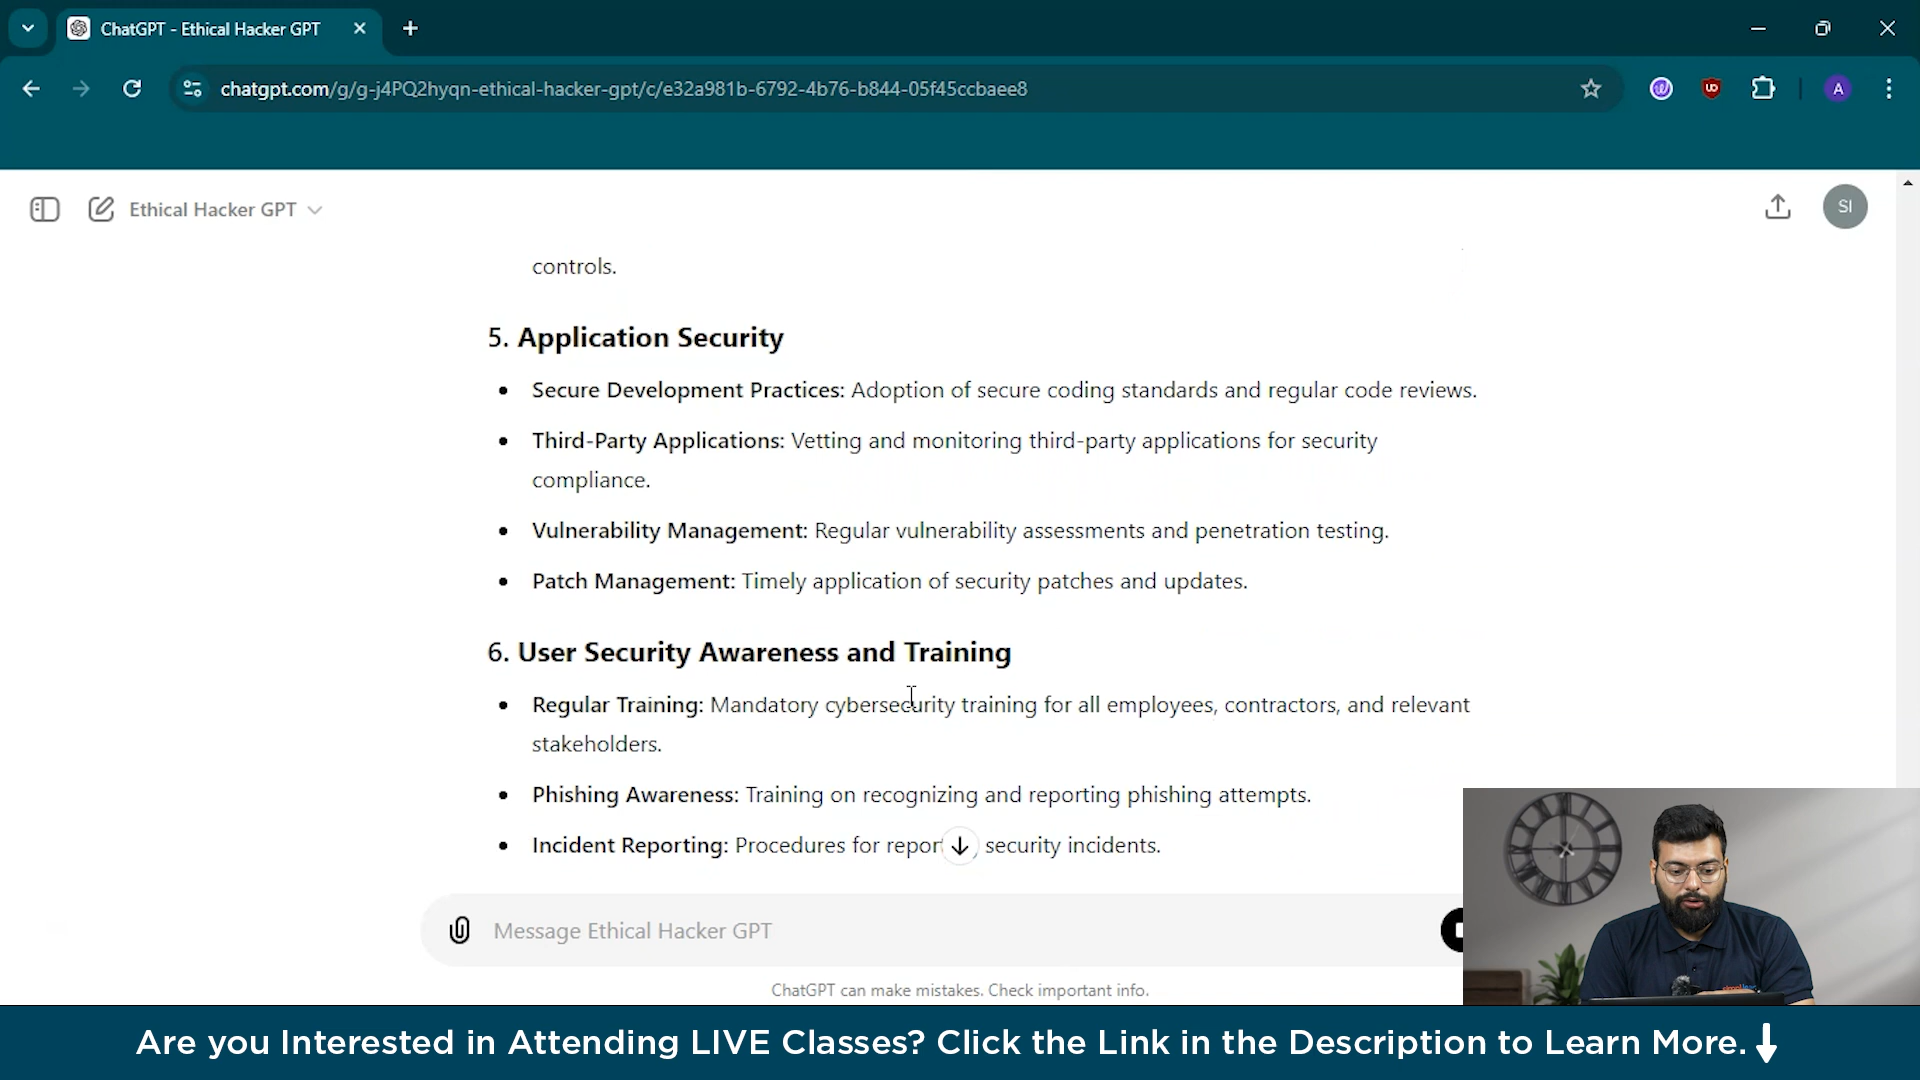 ChatGPT - Ethical Hacker GPT
chatgpt.com/g/g-j4PQ2hyqn-ethical-hacker-gpt/c/e32a981b-6792-4b76-b844-05f45ccbaee8
A
Ethical Hacker GPT
SI
controls.
5. Application Security
• Secure Development Practices: Adoption of secure coding standards and regular code reviews.
• Third-Party Applications: Vetting and monitoring third-party applications for security
compliance.
• Vulnerability Management: Regular vulnerability assessments and penetration testing.
• Patch Management: Timely application of security patches and updates.
6. User Security Awareness and Training
• Regular Training: Mandatory cybersecurity training for all employees, contractors, and relevant
stakeholders.
• Phishing Awareness: Training on recognizing and reporting phishing attempts.
• Incident Reporting: Procedures for repor security incidents.
Message Ethical Hacker GPT
ChatGPT can make mistakes. Check important info.
Are you Interested in Attending LIVE Classes? Click the Link in the Description to Learn More.